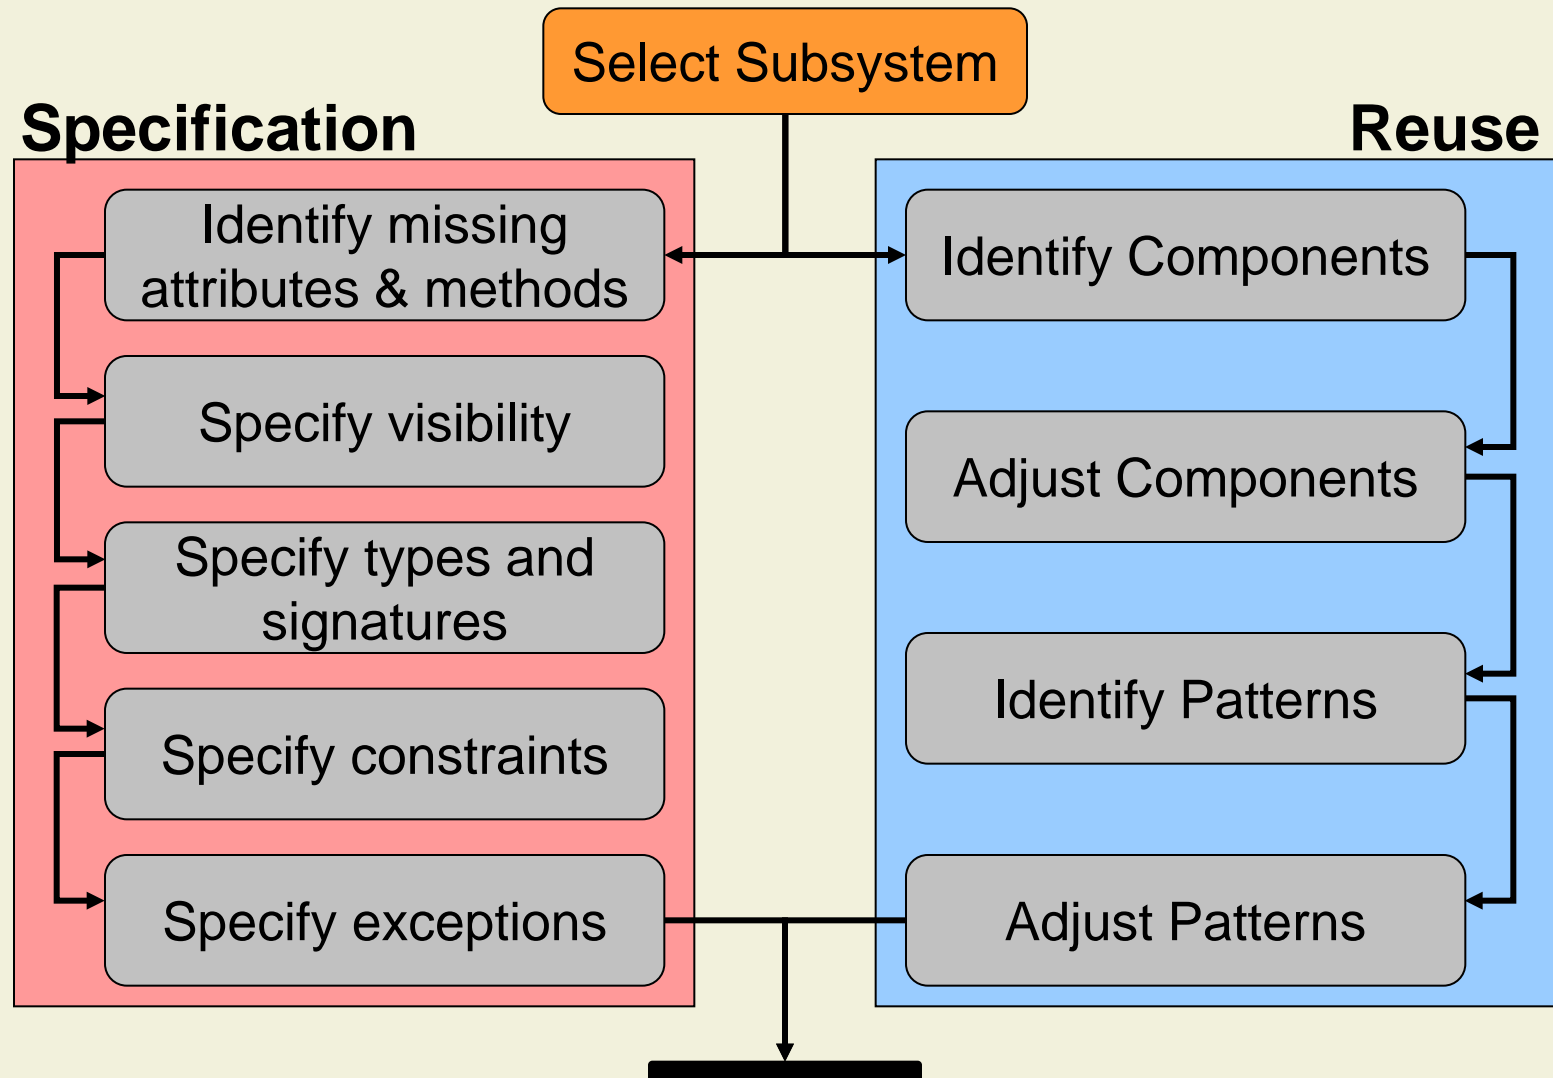 Select Subsystem
Specification
Reuse
Identify missing
attributes & methods
Specify visibility
Specify types and
signatures
Specify constraints
Specify exceptions
Identify Components
Adjust Components
Identify Patterns
Adjust Patterns